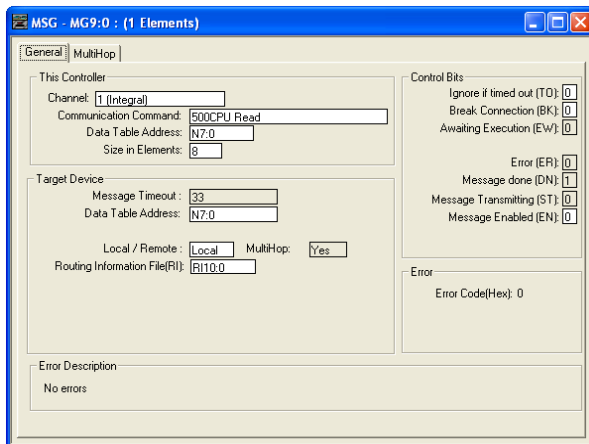 MSG - MG9:0 : (1 Elements)
General MultiHop
This Controller
Channel: 1 (Integral)
Communication Command: 500CPU Read
Data Table Address: N7:0
Size in Elements: 8
Target Device
Message Timeout : 33
Data Table Address: N7:0
Local / Remote : Local MultiHop: Yes
Routing Information File(RI): RI10:0
Control Bits
Ignore if timed out (TO): 0
Break Connection (BK): 0
Awaiting Execution (EW): 0
Error (ER): 0
Message done (DN): 1
Message Transmitting (ST): 0
Message Enabled (EN): 0
Error
Error Code(Hex): 0
Error Description
No errors